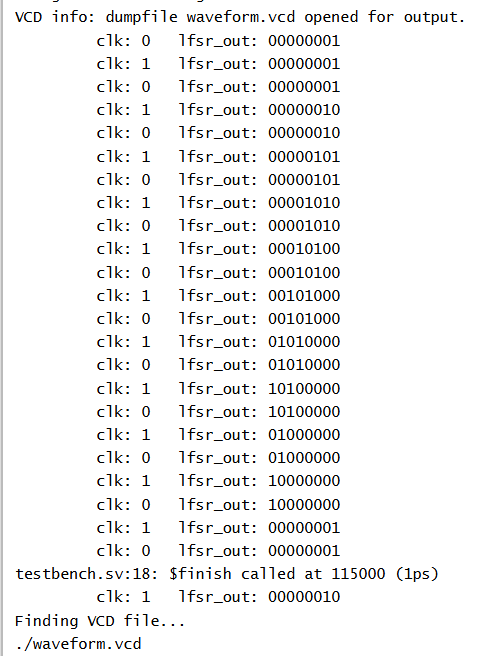 VCD info: dumpfile waveform.vcd opened for output.
clk: 0 lfsr_out: 00000001
clk: 1 lfsr_out: 00000001
clk: 0 lfsr_out: 00000001
clk: 1 lfsr_out: 00000010
clk: 0 lfsr_out: 00000010
clk: 1 lfsr_out: 00000101
clk: 0 lfsr_out: 00000101
clk: 1 lfsr_out: 00001010
clk: 0 lfsr_out: 00001010
clk: 1 lfsr_out: 00010100
clk: 0 lfsr_out: 00010100
clk: 1 lfsr_out: 00101000
clk: 0 lfsr_out: 00101000
clk: 1 lfsr_out: 01010000
clk: 0 lfsr_out: 01010000
clk: 1 lfsr_out: 10100000
clk: 0 lfsr_out: 10100000
clk: 1 lfsr_out: 01000000
clk: 0 lfsr_out: 01000000
clk: 1 lfsr_out: 10000000
clk: 0 lfsr_out: 10000000
clk: 1 lfsr_out: 00000001
clk: 0 lfsr_out: 00000001
testbench.sv:18: $finish called at 115000 (1ps)
clk: 1 lfsr_out: 00000010
Finding VCD file...
./waveform.vcd